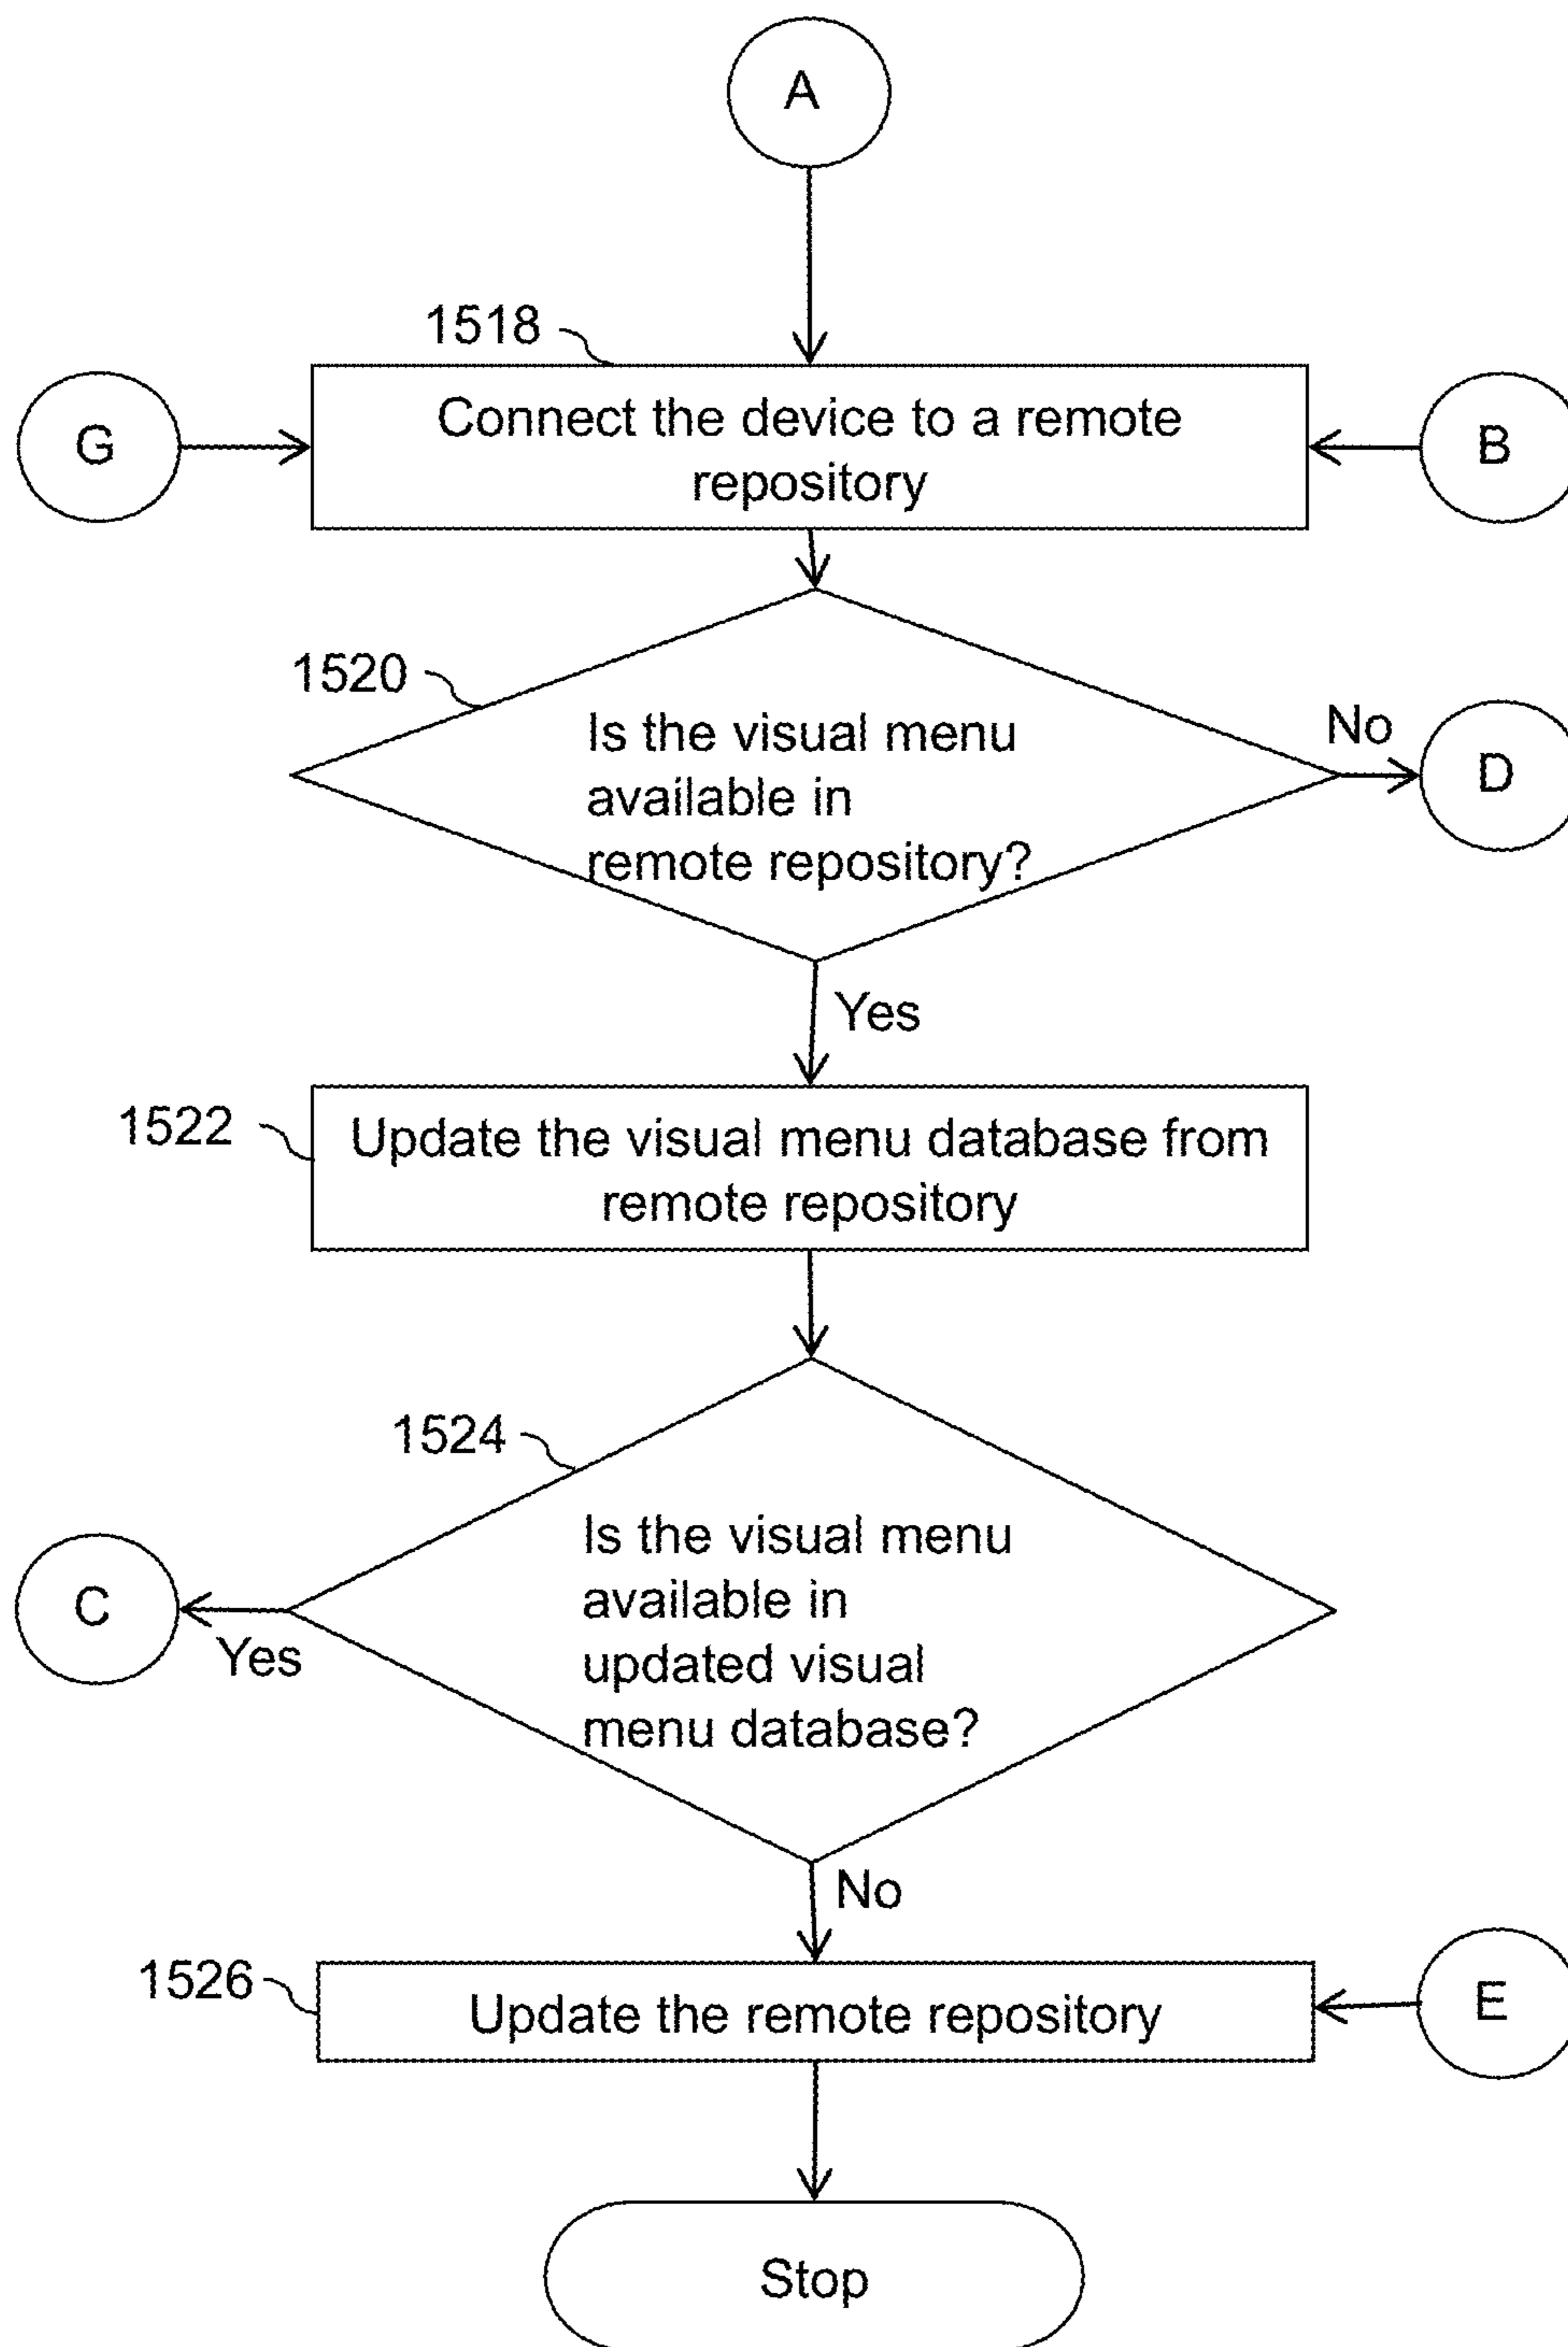 A
1518
G
Connect the device to a remote
repository
B
1520
Is the visual menu
available in
remote repository?
No
D
Yes
1522
Update the visual menu database from
remote repository
1524
Is the visual menu
available in
updated visual
menu database?
C
Yes
No
1526
Update the remote repository
E
Stop